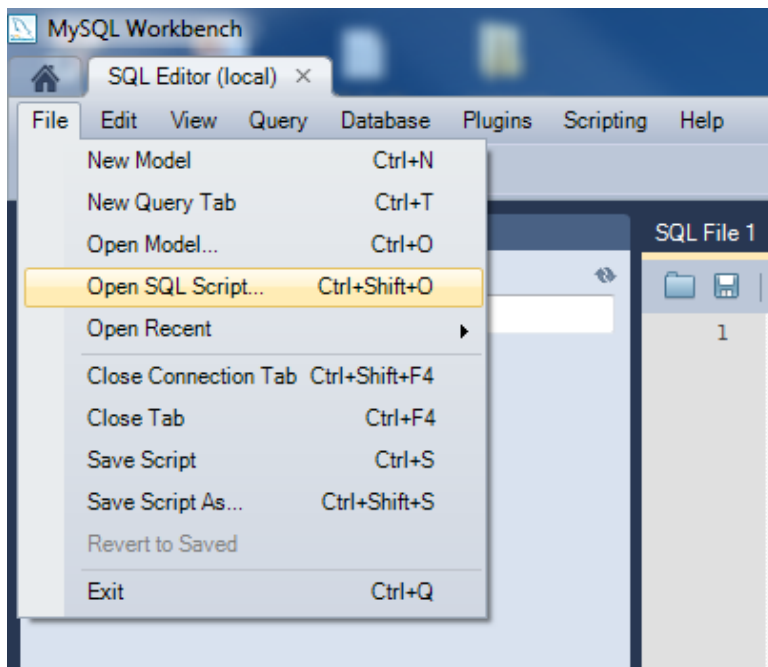 MySQL Workbench
SQL Editor (local) ×
File Edit View Query Database Plugins Scripting Help
New Model Ctrl+N
New Query Tab Ctrl+T
Open Model... Ctrl+O
SQL File 1
Open SQL Script... Ctrl+Shift+O
Open Recent
1
Close Connection Tab Ctrl+Shift+F4
Close Tab Ctrl+F4
Save Script Ctrl+S
Save Script As... Ctrl+Shift+S
Revert to Saved
Exit Ctrl+Q